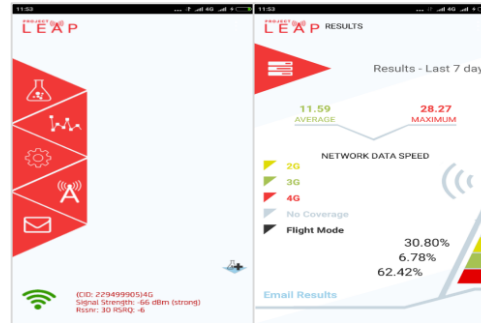 11:53
... 4G
PROJECT
LEAP
(CID: 229499905)4G
Signal Strength: -66 dBm (strong)
Rssnr: 30 RSRQ: -6
11:53
... 4G
PROJECT
LEAP RESULTS
Results - Last 7 day
11.59
AVERAGE
28.27
MAXIMUM
NETWORK DATA SPEED
2G
3G
4G
No Coverage
Flight Mode
30.80%
6.78%
62.42%
Email Results